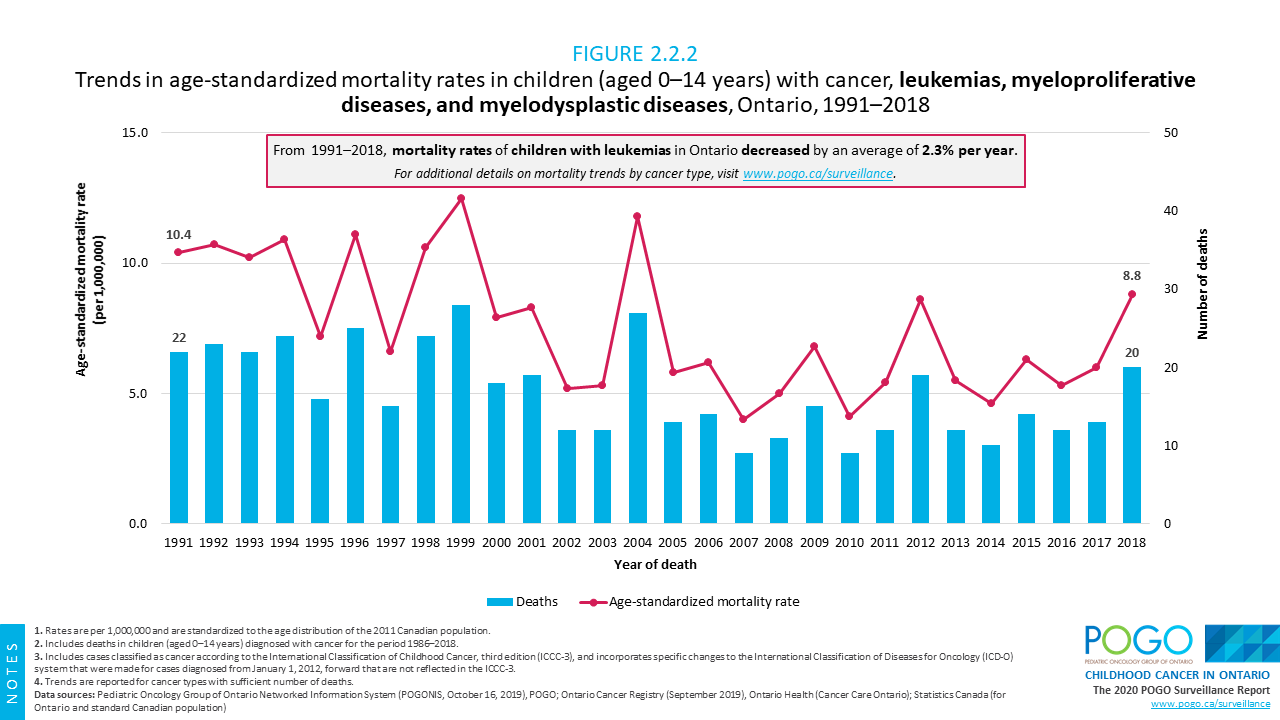 FIGURE 2.2.2
Trends in age-standardized mortality rates in children (aged 0–14 years) with cancer, leukemias, myeloproliferative
diseases, and myelodysplastic diseases, Ontario, 1991–2018
From 1991–2018, mortality rates of children with leukemias in Ontario decreased by an average of 2.3% per year.
For additional details on mortality trends by cancer type, visit www.pogo.ca/surveillance.
Age-standardized mortality rate
(per 1,000,000)
15.0
10.0
5.0
0.0
10.4
22
8.8
20
50
40
30
20
10
0
Number of deaths
1991 1992 1993 1994 1995 1996 1997 1998 1999 2000 2001 2002 2003 2004 2005 2006 2007 2008 2009 2010 2011 2012 2013 2014 2015 2016 2017 2018
Year of death
Deaths Age-standardized mortality rate
NOTES
1. Rates are per 1,000,000 and are standardized to the age distribution of the 2011 Canadian population.
2. Includes deaths in children (aged 0–14 years) diagnosed with cancer for the period 1986–2018.
3. Includes cases classified as cancer according to the International Classification of Childhood Cancer, third edition (ICCC-3), and incorporates specific changes to the International Classification of Diseases for Oncology (ICD-O)
system that were made for cases diagnosed from January 1, 2012, forward that are not reflected in the ICCC-3.
4. Trends are reported for cancer types with sufficient number of deaths.
Data sources: Pediatric Oncology Group of Ontario Networked Information System (POGONIS, October 16, 2019), POGO; Ontario Cancer Registry (September 2019), Ontario Health (Cancer Care Ontario); Statistics Canada (for
Ontario and standard Canadian population)
POGO
PEDIATRIC ONCOLOGY GROUP OF ONTARIO
CHILDHOOD CANCER IN ONTARIO
The 2020 POGO Surveillance Report
www.pogo.ca/surveillance